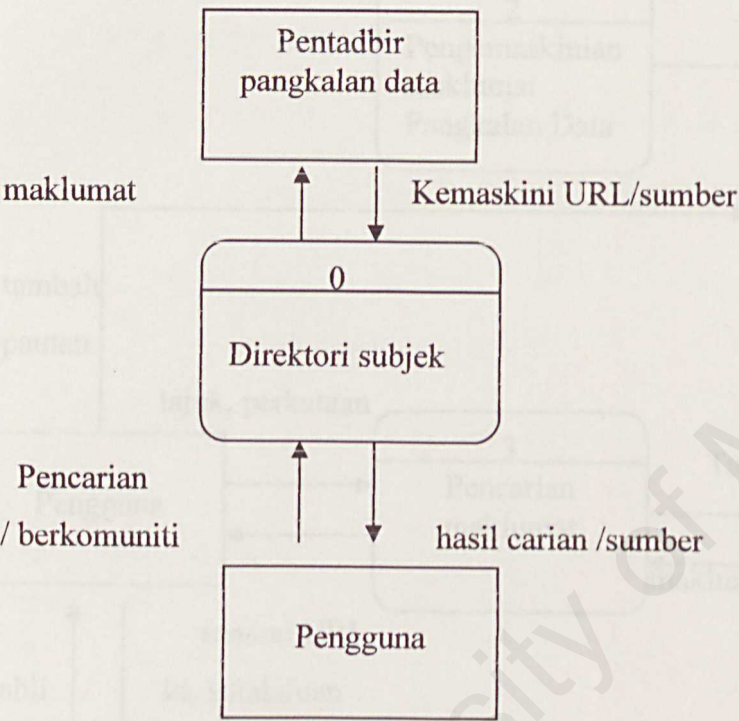 Pentadbir
pangkalan data
maklumat
Kemaskini URL/sumber
0
Direktori subjek
Pencarian
/ berkomuniti
hasil carian /sumber
Pengguna